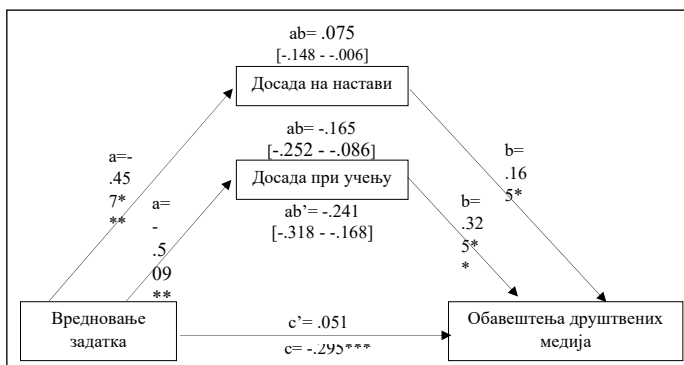 ab= .075
[-.148 - -.006]
Досада на настави
ab= -.165
[-.252 - -.086]
Досада при учењу
ab’= -.241
[-.318 - -.168]
a=-
.45
7*
**
a=
-
.5
09
**
b=
.16
5*
b=
.32
5*
*
Вредновање
задатка
c’= .051
c= -.295***
Обавештења друштвених
медија